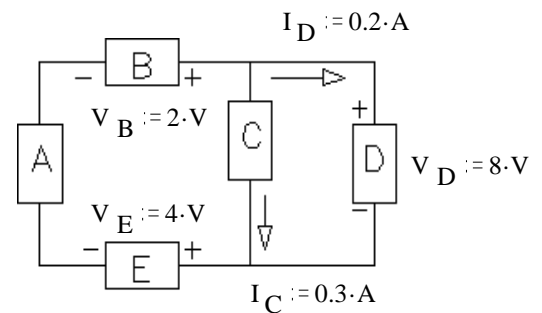 I D := 0.2·A
B
− +
V B := 2·V
C
+
A
D
V D := 8·V
V E := 4·V
−
− +
E
I C := 0.3·A